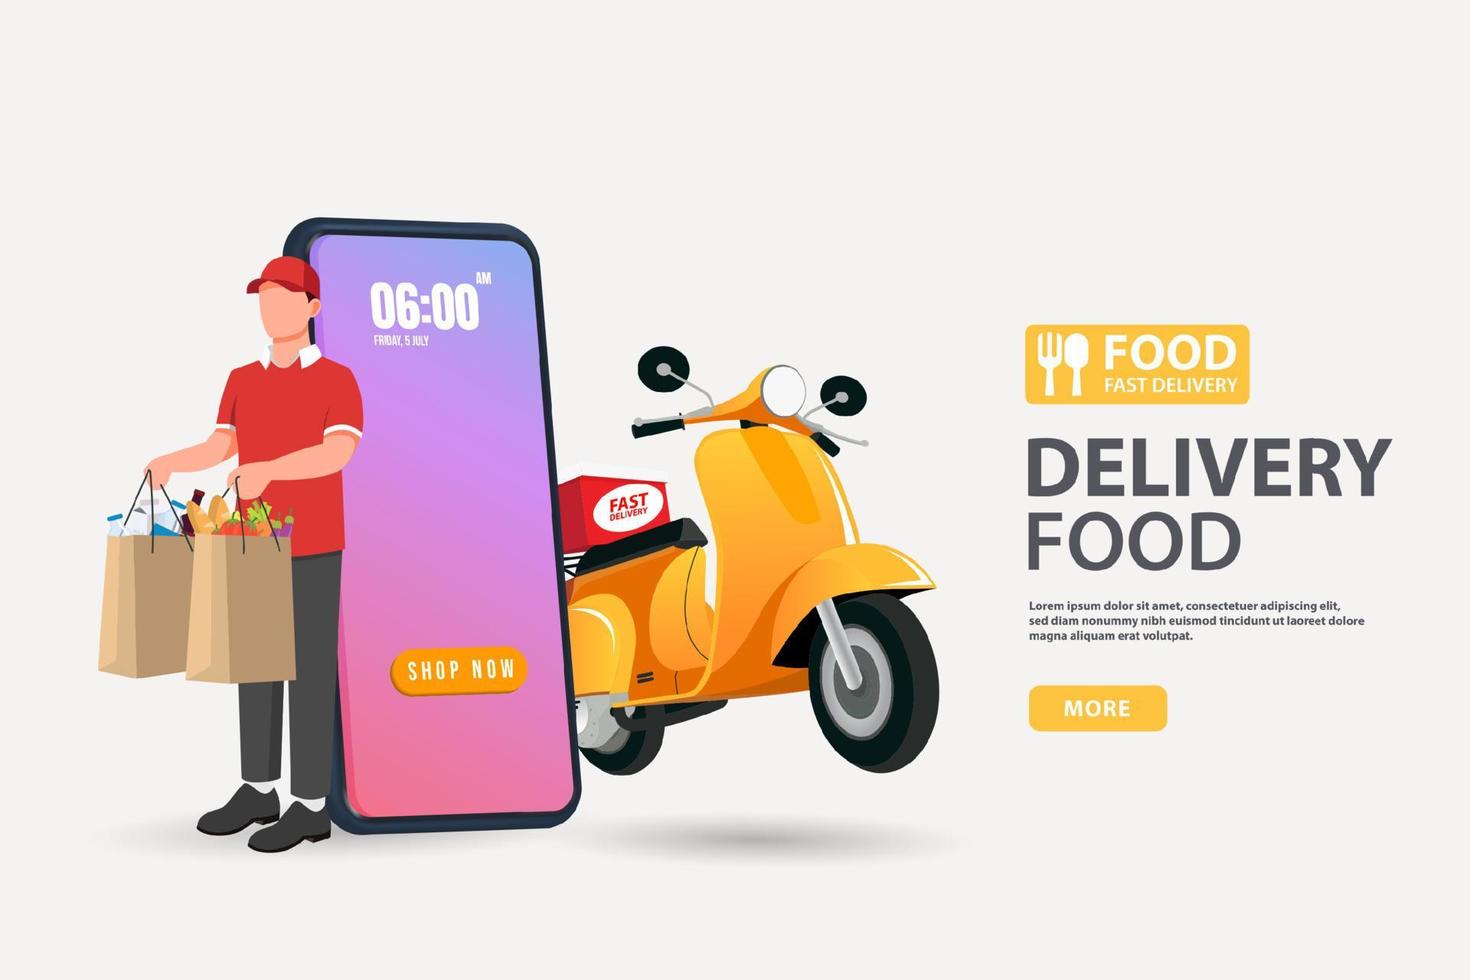 06:00 AM
FRIDAY, 5 JULY
SHOP NOW
FAST
DELIVERY
FOOD
FAST DELIVERY
DELIVERY
FOOD
Lorem ipsum dolor sit amet, consectetuer adipiscing elit,
sed diam nonummy nibh euismod tincidunt ut laoreet dolore
magna aliquam erat volutpat.
MORE